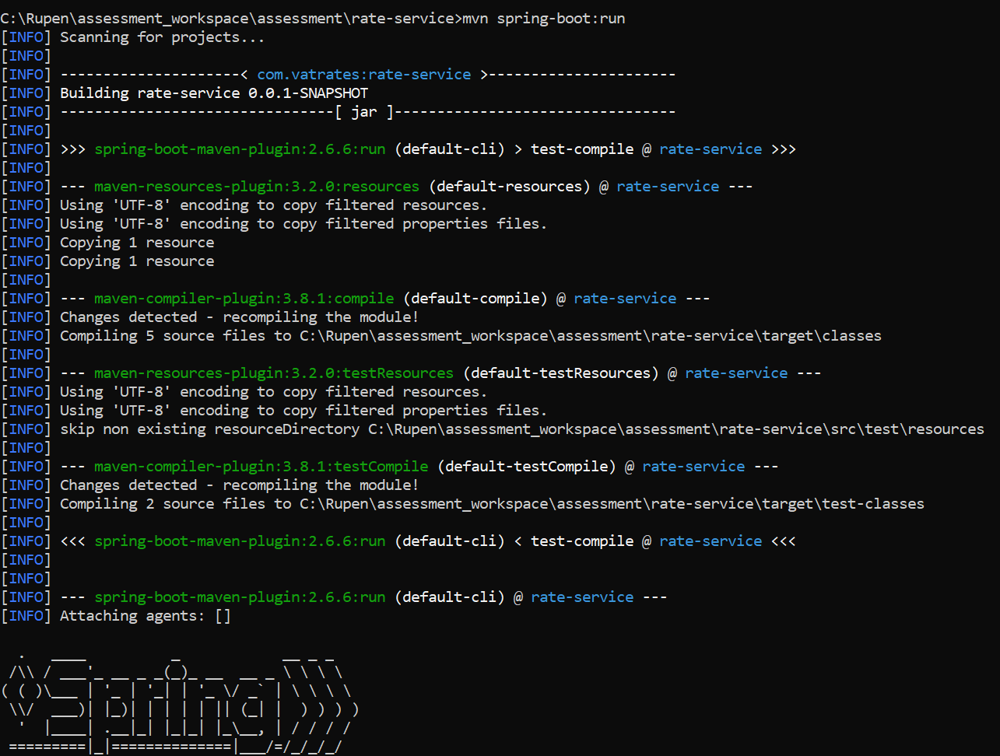 C:\Rupen\assessment_workspace\assessment\rate-service>mvn spring-boot:run
[INFO] Scanning for projects...
[INFO]
[INFO] ---------------------< com.vatrates:rate-service >----------------------
[INFO] Building rate-service 0.0.1-SNAPSHOT
[INFO] --------------------------------[ jar ]---------------------------------
[INFO]
[INFO] >>> spring-boot-maven-plugin:2.6.6:run (default-cli) > test-compile @ rate-service >>>
[INFO]
[INFO] --- maven-resources-plugin:3.2.0:resources (default-resources) @ rate-service ---
[INFO] Using 'UTF-8' encoding to copy filtered resources.
[INFO] Using 'UTF-8' encoding to copy filtered properties files.
[INFO] Copying 1 resource
[INFO] Copying 1 resource
[INFO]
[INFO] --- maven-compiler-plugin:3.8.1:compile (default-compile) @ rate-service ---
[INFO] Changes detected - recompiling the module!
[INFO] Compiling 5 source files to C:\Rupen\assessment_workspace\assessment\rate-service\target\classes
[INFO]
[INFO] --- maven-resources-plugin:3.2.0:testResources (default-testResources) @ rate-service ---
[INFO] Using 'UTF-8' encoding to copy filtered resources.
[INFO] Using 'UTF-8' encoding to copy filtered properties files.
[INFO] skip non existing resourceDirectory C:\Rupen\assessment_workspace\assessment\rate-service\src\test\resources
[INFO]
[INFO] --- maven-compiler-plugin:3.8.1:testCompile (default-testCompile) @ rate-service ---
[INFO] Changes detected - recompiling the module!
[INFO] Compiling 2 source files to C:\Rupen\assessment_workspace\assessment\rate-service\target\test-classes
[INFO]
[INFO] <<< spring-boot-maven-plugin:2.6.6:run (default-cli) < test-compile @ rate-service <<<
[INFO]
[INFO]
[INFO] --- spring-boot-maven-plugin:2.6.6:run (default-cli) @ rate-service ---
[INFO] Attaching agents: []
  .   ____          _            __ _ _
 /\\ / ___'_ __ _ _(_)_ __  __ _ \ \ \ \
( ( )\___ | '_ | '_| | '_ \/ _` | \ \ \ \
 \\/  ___)| |_)| | | | | || (_| |  ) ) ) )
  '  |____| .__|_| |_|_| |_\__, | / / / /
 =========|_|==============|___/=/_/_/_/